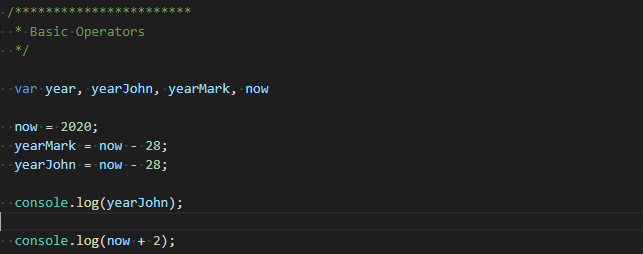 /***********************
* Basic Operators
*/
var year, yearJohn, yearMark, now
now = 2020;
yearMark = now - 28;
yearJohn = now - 28;
console.log(yearJohn);
console.log(now + 2);